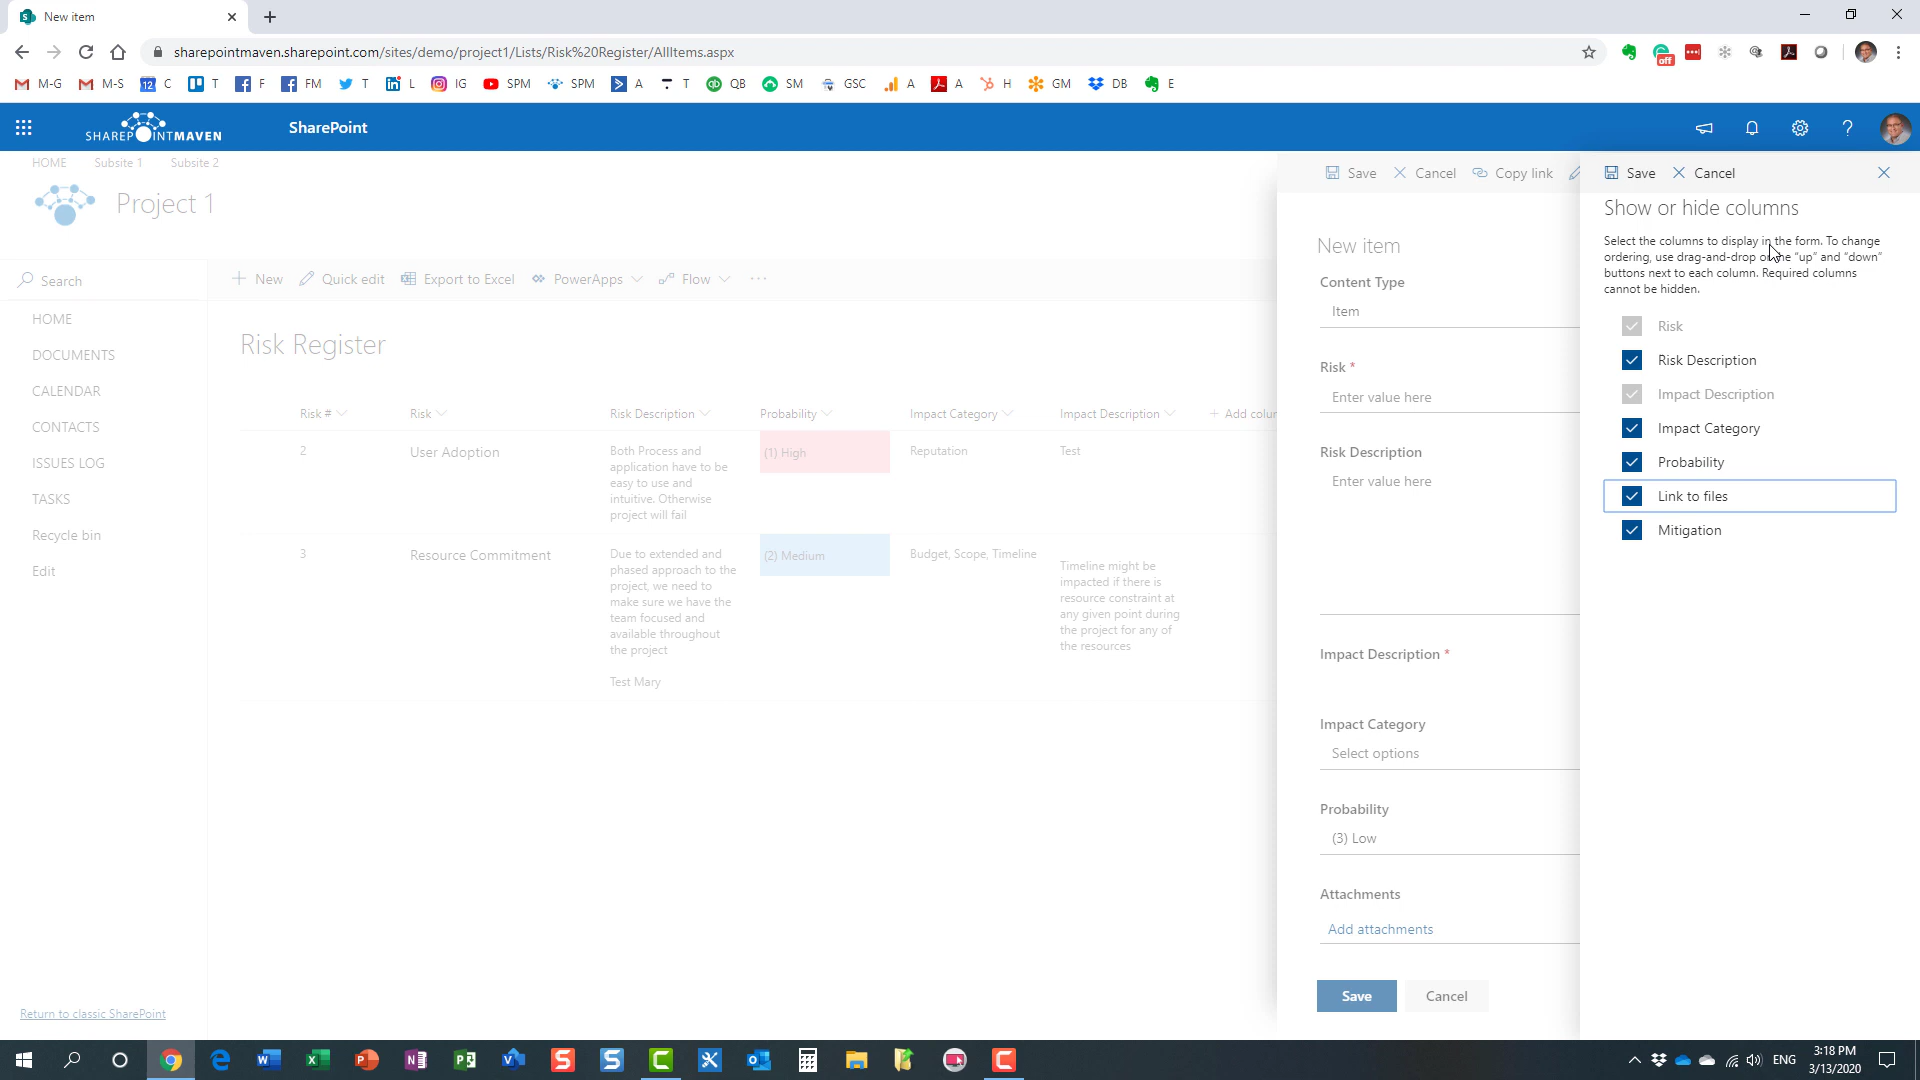 New item
sharepointmaven.sharepoint.com/sites/demo/project1/Lists/Risk%20Register/AllItems.aspx
off
M-G M-S 12 C T F FM T L IG SPM SPM A T QB SM GSC A A H GM DB E
SHAREPOINTMAVEN
SharePoint
HOME Subsite 1 Subsite 2
Project 1
Search
HOME
DOCUMENTS
CALENDAR
CONTACTS
ISSUES LOG
TASKS
Recycle bin
Edit
Return to classic SharePoint
New Quick edit Export to Excel PowerApps Flow
Risk Register
Risk # Risk Risk Description Probability Impact Category Impact Description + Add colu
2
User Adoption
Both Process and
application have to be
easy to use and
intuitive. Otherwise
project will fail
(1) High
Reputation
Test
3
Resource Commitment
Due to extended and
phased approach to the
project, we need to
make sure we have the
team focused and
available throughout
the project
Test Mary
(2) Medium
Budget, Scope, Timeline
Timeline might be
impacted if there is
resource constraint at
any given point during
the project for any of
the resources
Save Cancel Copy link
New item
Content Type
Item
Risk *
Enter value here
Risk Description
Enter value here
Impact Description *
Impact Category
Select options
Probability
(3) Low
Attachments
Add attachments
Save Cancel
Save Cancel
Show or hide columns
Select the columns to display in the form. To change
ordering, use drag-and-drop or the "up" and "down"
buttons next to each column. Required columns
cannot be hidden.
Risk
Risk Description
Impact Description
Impact Category
Probability
Link to files
Mitigation
ENG
3:18 PM
3/13/2020